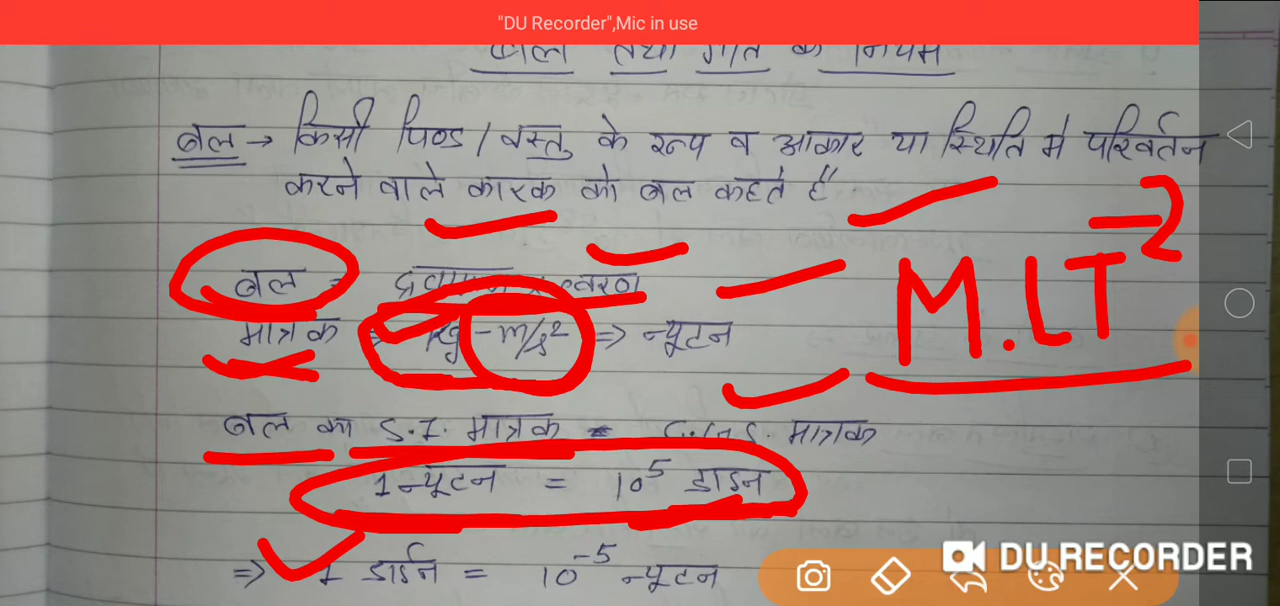 "DU Recorder",Mic in use
बल तथा गति के नियम
बल → किसी पिण्ड / वस्तु के रूप व आकार या स्थिति मे परिवर्तन
करने वाले कारक को बल कहते हैं
बल = द्रव्यमान × त्वरण
मात्रक = kg - m/s² ⇒ न्यूटन
M.LT⁻²
बल का S.I. मात्रक = C.G.S. मात्रक
1 न्यूटन = 10⁵ डाइन
⇒ 1 डाईन = 10⁻⁵ न्यूटन
DU RECORDER